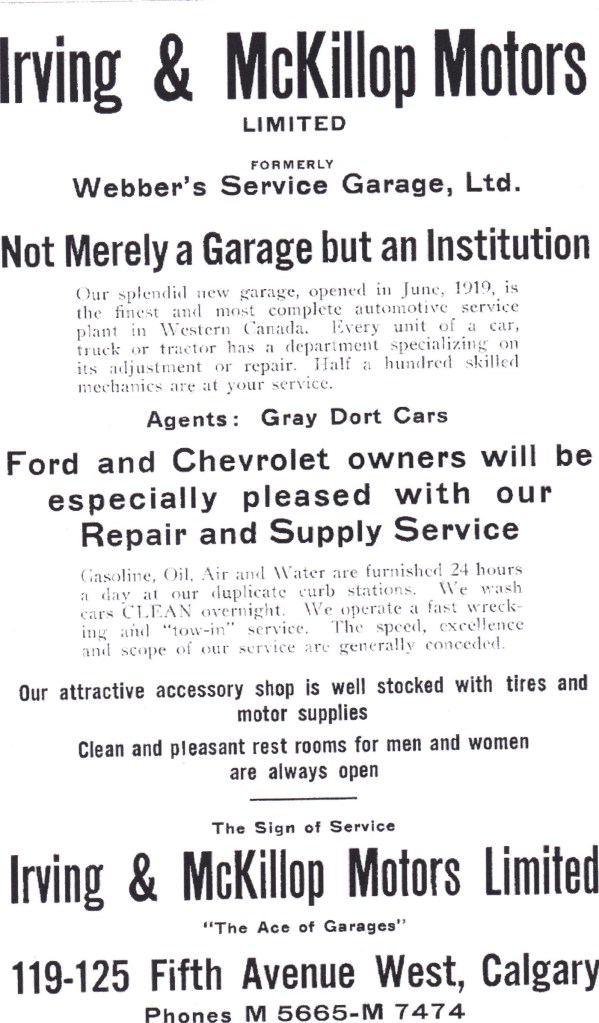 Irving & McKillop Motors
LIMITED
FORMERLY
Webber's Service Garage, Ltd.
Not Merely a Garage but an Institution
Our splendid new garage, opened in June, 1919, is
the finest and most complete automotive service
plant in Western Canada. Every unit of a car,
truck or tractor has a department specializing on
its adjustment or repair. Half a hundred skilled
mechanics are at your service.
Agents: Gray Dort Cars
Ford and Chevrolet owners will be
especially pleased with our
Repair and Supply Service
Gasoline, Oil, Air and Water are furnished 24 hours
a day at our duplicate curb stations. We wash
cars CLEAN overnight. We operate a fast wreck-
ing and "tow-in" service. The speed, excellence
and scope of our service are generally conceded.
Our attractive accessory shop is well stocked with tires and
motor supplies
Clean and pleasant rest rooms for men and women
are always open
The Sign of Service
Irving & McKillop Motors Limited
"The Ace of Garages"
119-125 Fifth Avenue West, Calgary
Phones M 5665-M 7474